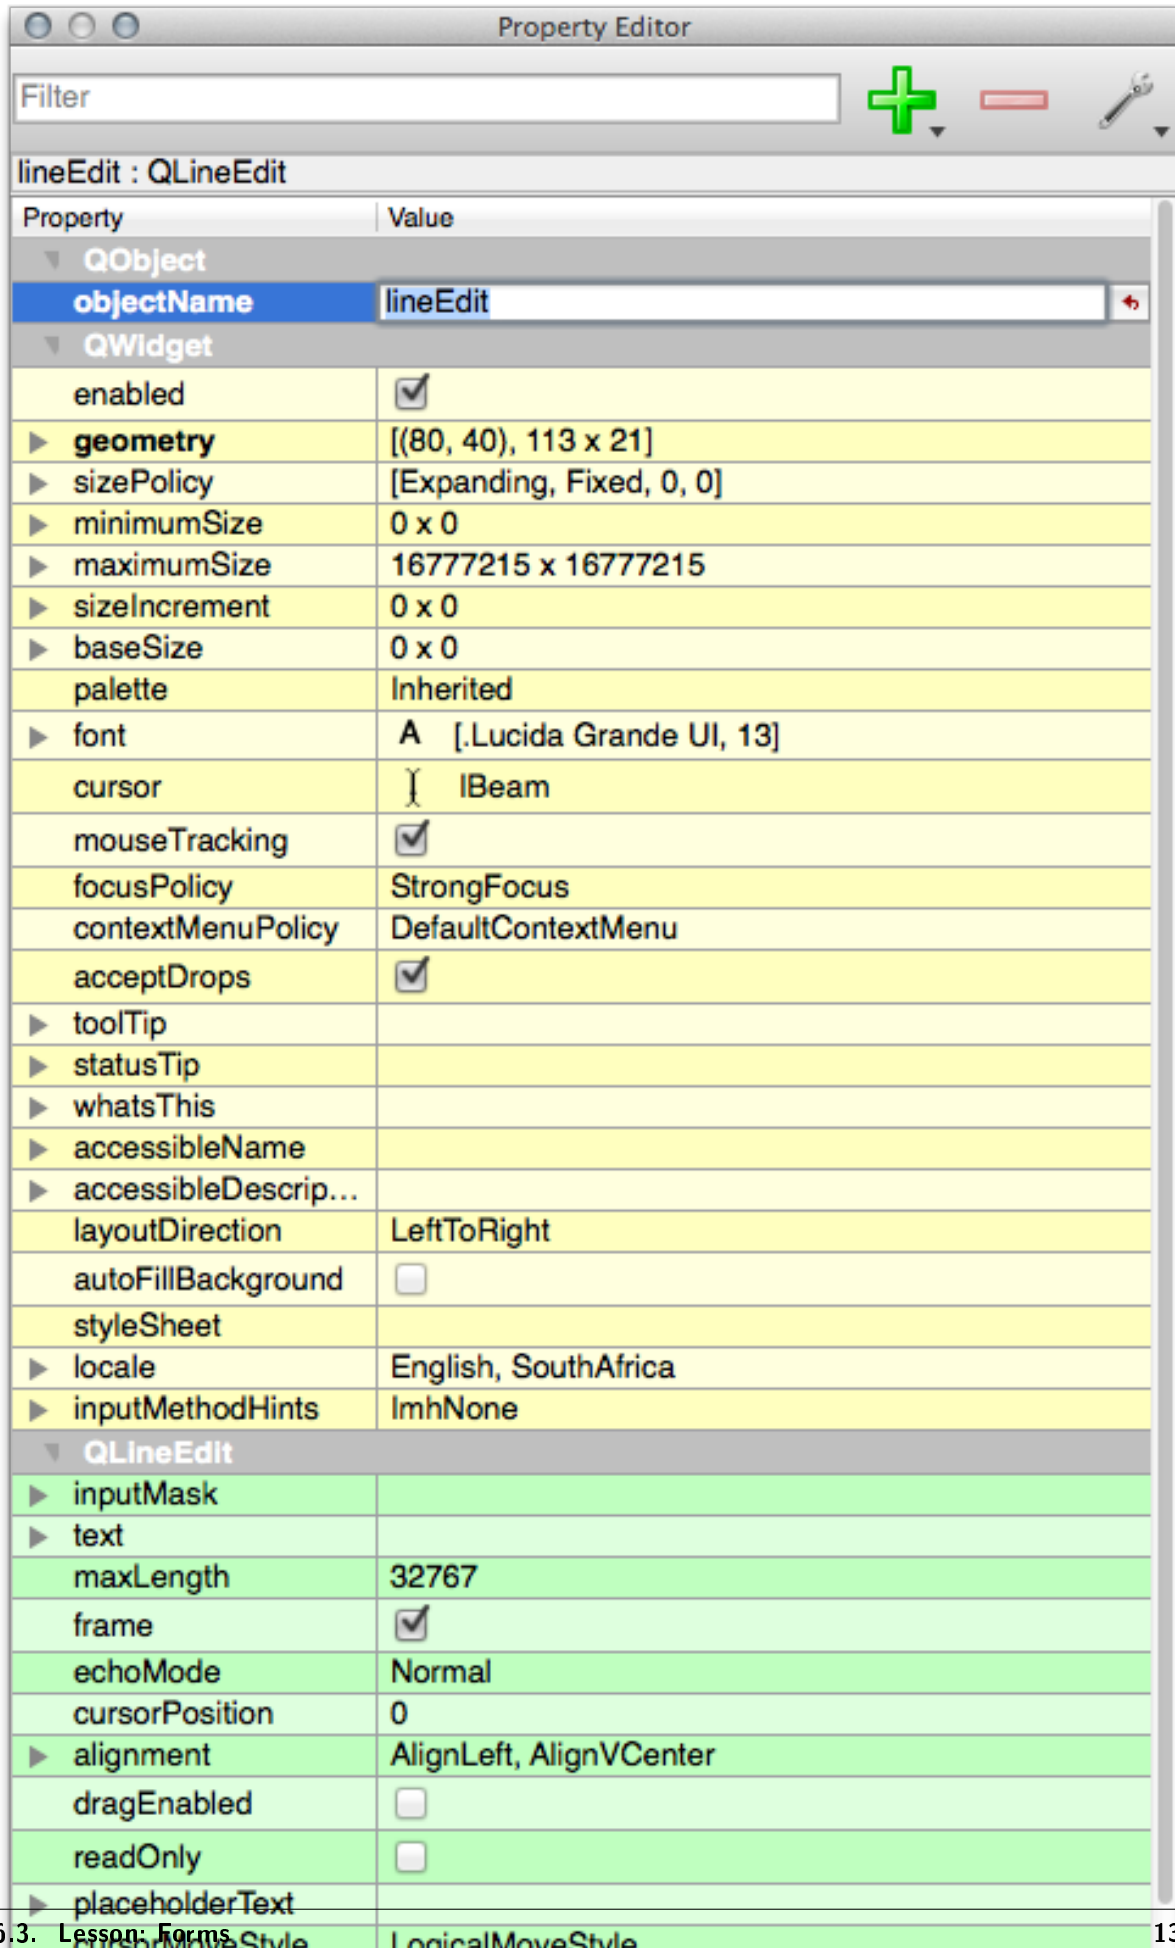 Property Editor
Filter
lineEdit : QLineEdit
Property Value
QObject
objectName lineEdit
QWidget
enabled
geometry [(80, 40), 113 x 21]
sizePolicy [Expanding, Fixed, 0, 0]
minimumSize 0 x 0
maximumSize 16777215 x 16777215
sizeIncrement 0 x 0
baseSize 0 x 0
palette Inherited
font A [.Lucida Grande UI, 13]
cursor IBeam
mouseTracking
focusPolicy StrongFocus
contextMenuPolicy DefaultContextMenu
acceptDrops
toolTip
statusTip
whatsThis
accessibleName
accessibleDescrip...
layoutDirection LeftToRight
autoFillBackground
styleSheet
locale English, SouthAfrica
inputMethodHints ImhNone
QLineEdit
inputMask
text
maxLength 32767
frame
echoMode Normal
cursorPosition 0
alignment AlignLeft, AlignVCenter
dragEnabled
readOnly
placeholderText
.3. Lesson: Forms 13
cursorMoveStyle LogicalMoveStyle